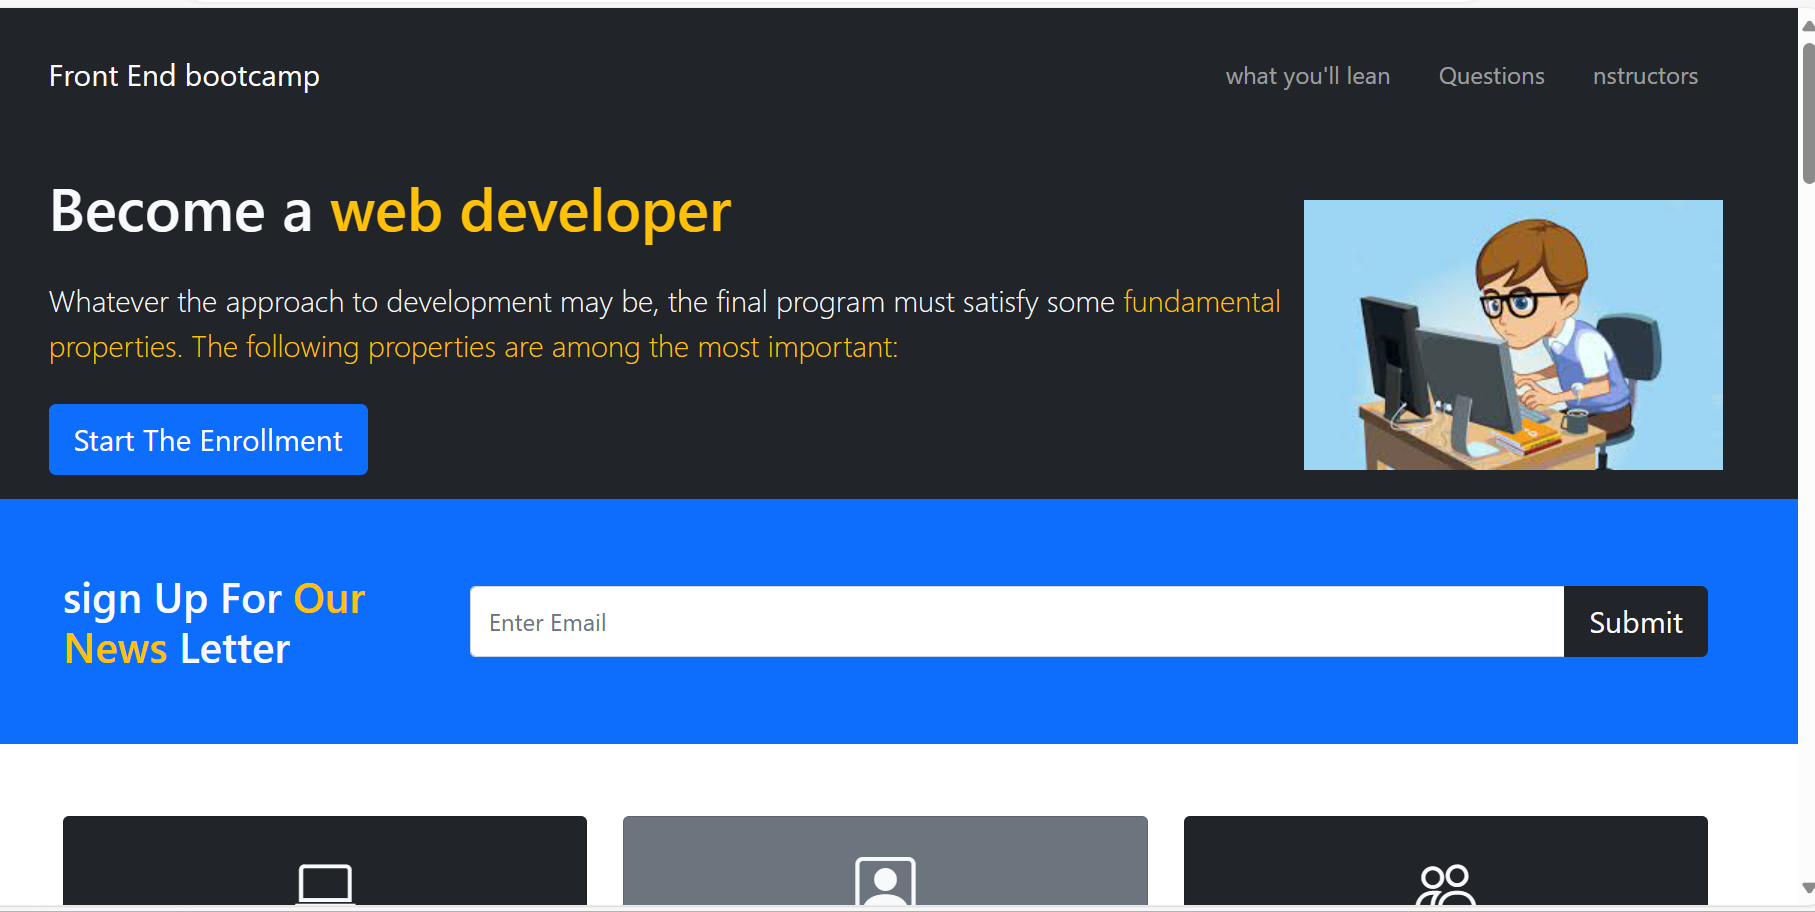 Front End bootcamp
what you'll lean
Questions
nstructors
Become a web developer
Whatever the approach to development may be, the final program must satisfy some fundamental
properties. The following properties are among the most important:
Start The Enrollment
sign Up For Our
News Letter
Enter Email
Submit